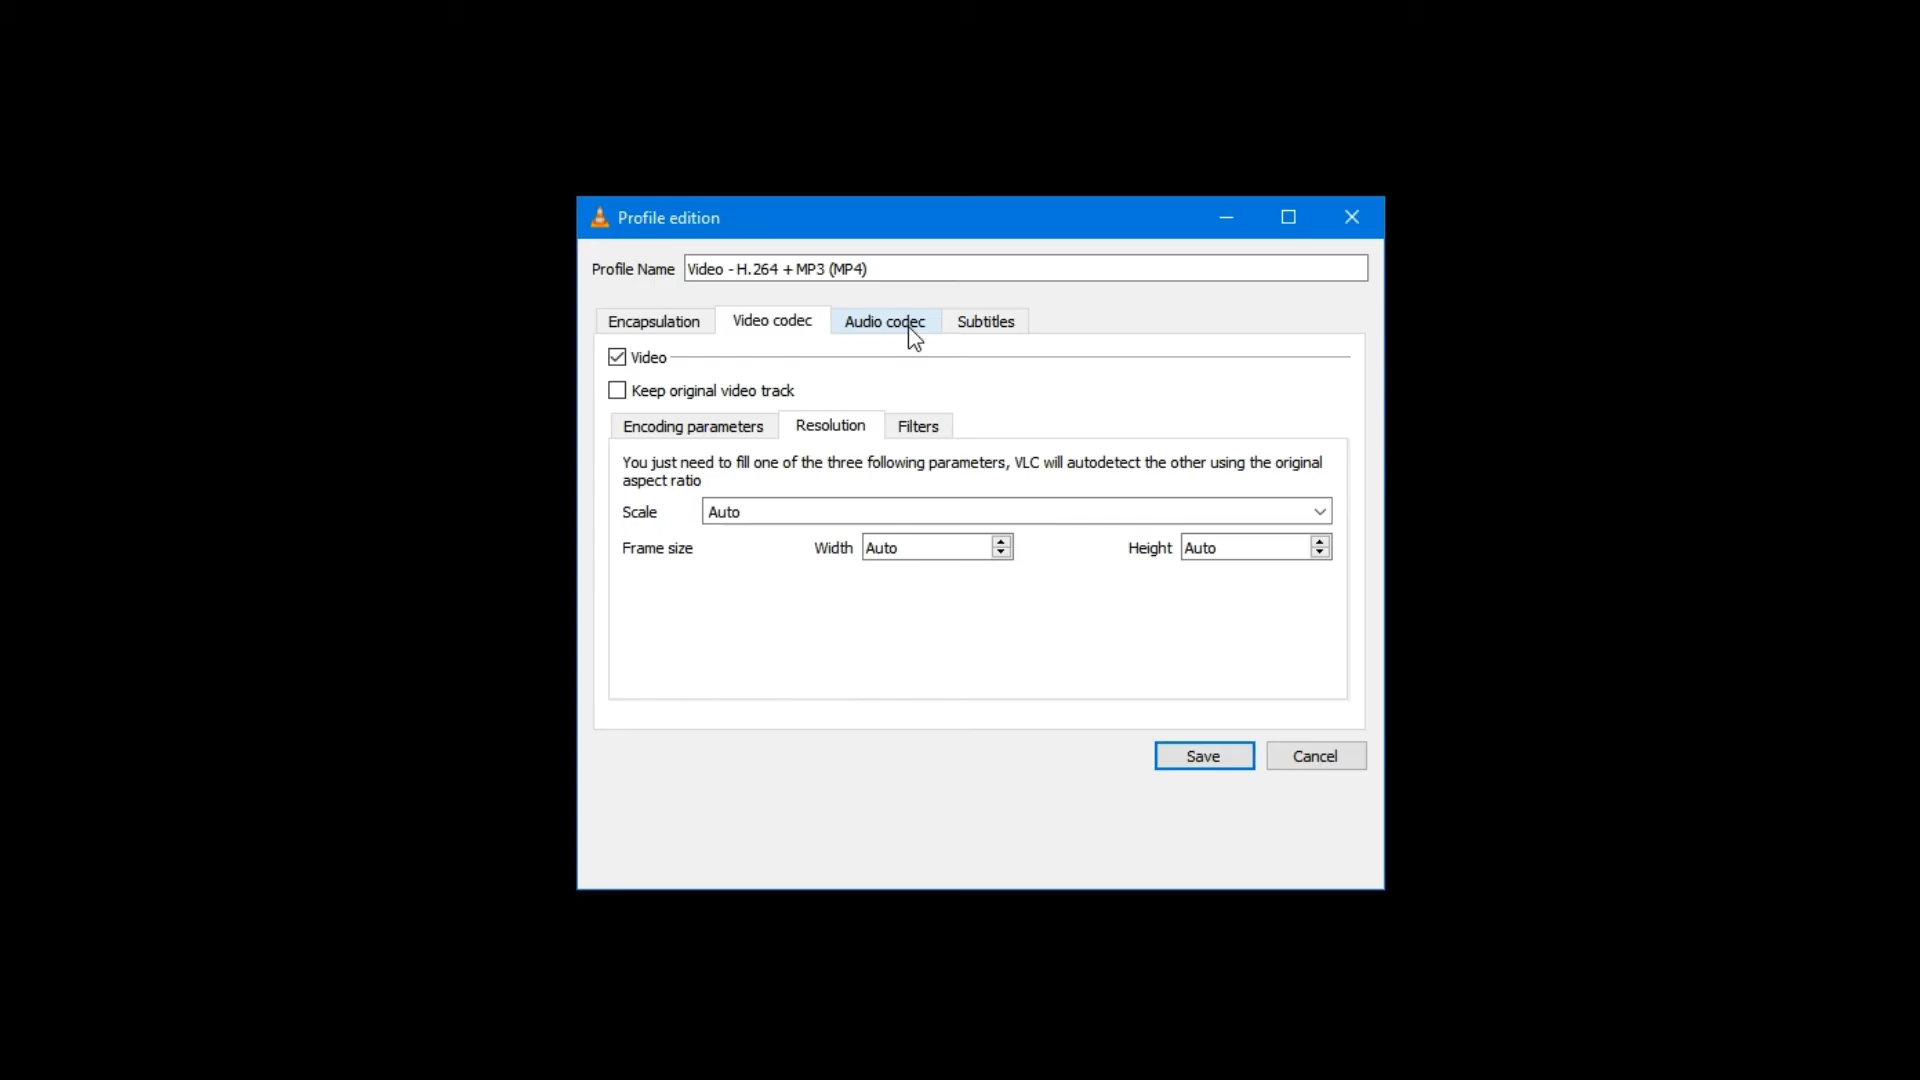 Profile edition
Profile Name Video - H.264 + MP3 (MP4)
Encapsulation Video codec Audio codec Subtitles
Video
Keep original video track
Encoding parameters Resolution Filters
You just need to fill one of the three following parameters, VLC will autodetect the other using the original
aspect ratio
Scale Auto
Frame size Width Auto Height Auto
Save Cancel